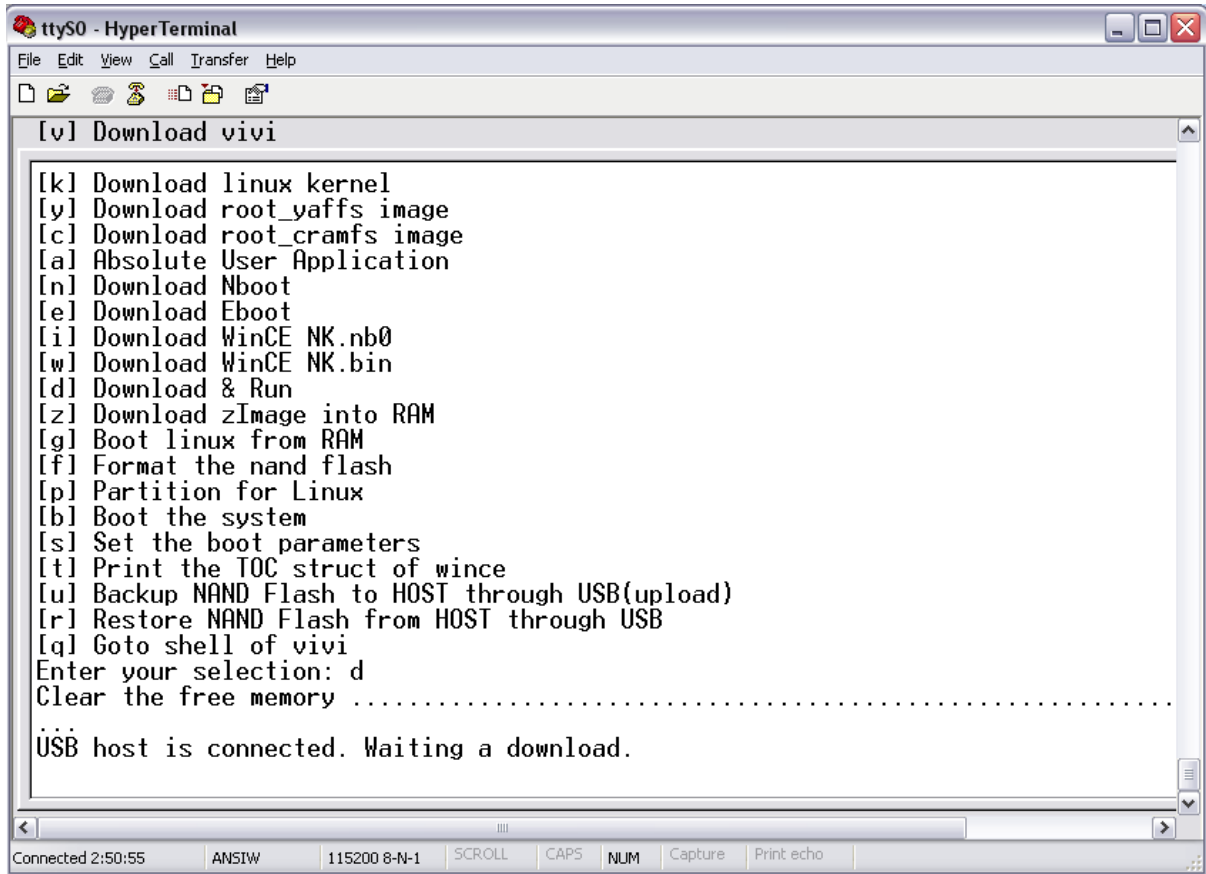 ttyS0 - HyperTerminal
File Edit View Call Transfer Help
[v] Download vivi
[k] Download linux kernel
[y] Download root_yaffs image
[c] Download root_cramfs image
[a] Absolute User Application
[n] Download Nboot
[e] Download Eboot
[i] Download WinCE NK.nb0
[w] Download WinCE NK.bin
[d] Download & Run
[z] Download zImage into RAM
[g] Boot linux from RAM
[f] Format the nand flash
[p] Partition for Linux
[b] Boot the system
[s] Set the boot parameters
[t] Print the TOC struct of wince
[u] Backup NAND Flash to HOST through USB(upload)
[r] Restore NAND Flash from HOST through USB
[q] Goto shell of vivi
Enter your selection: d
Clear the free memory ..........................................................
...
USB host is connected. Waiting a download.
Connected 2:50:55 ANSIW 115200 8-N-1 SCROLL CAPS NUM Capture Print echo